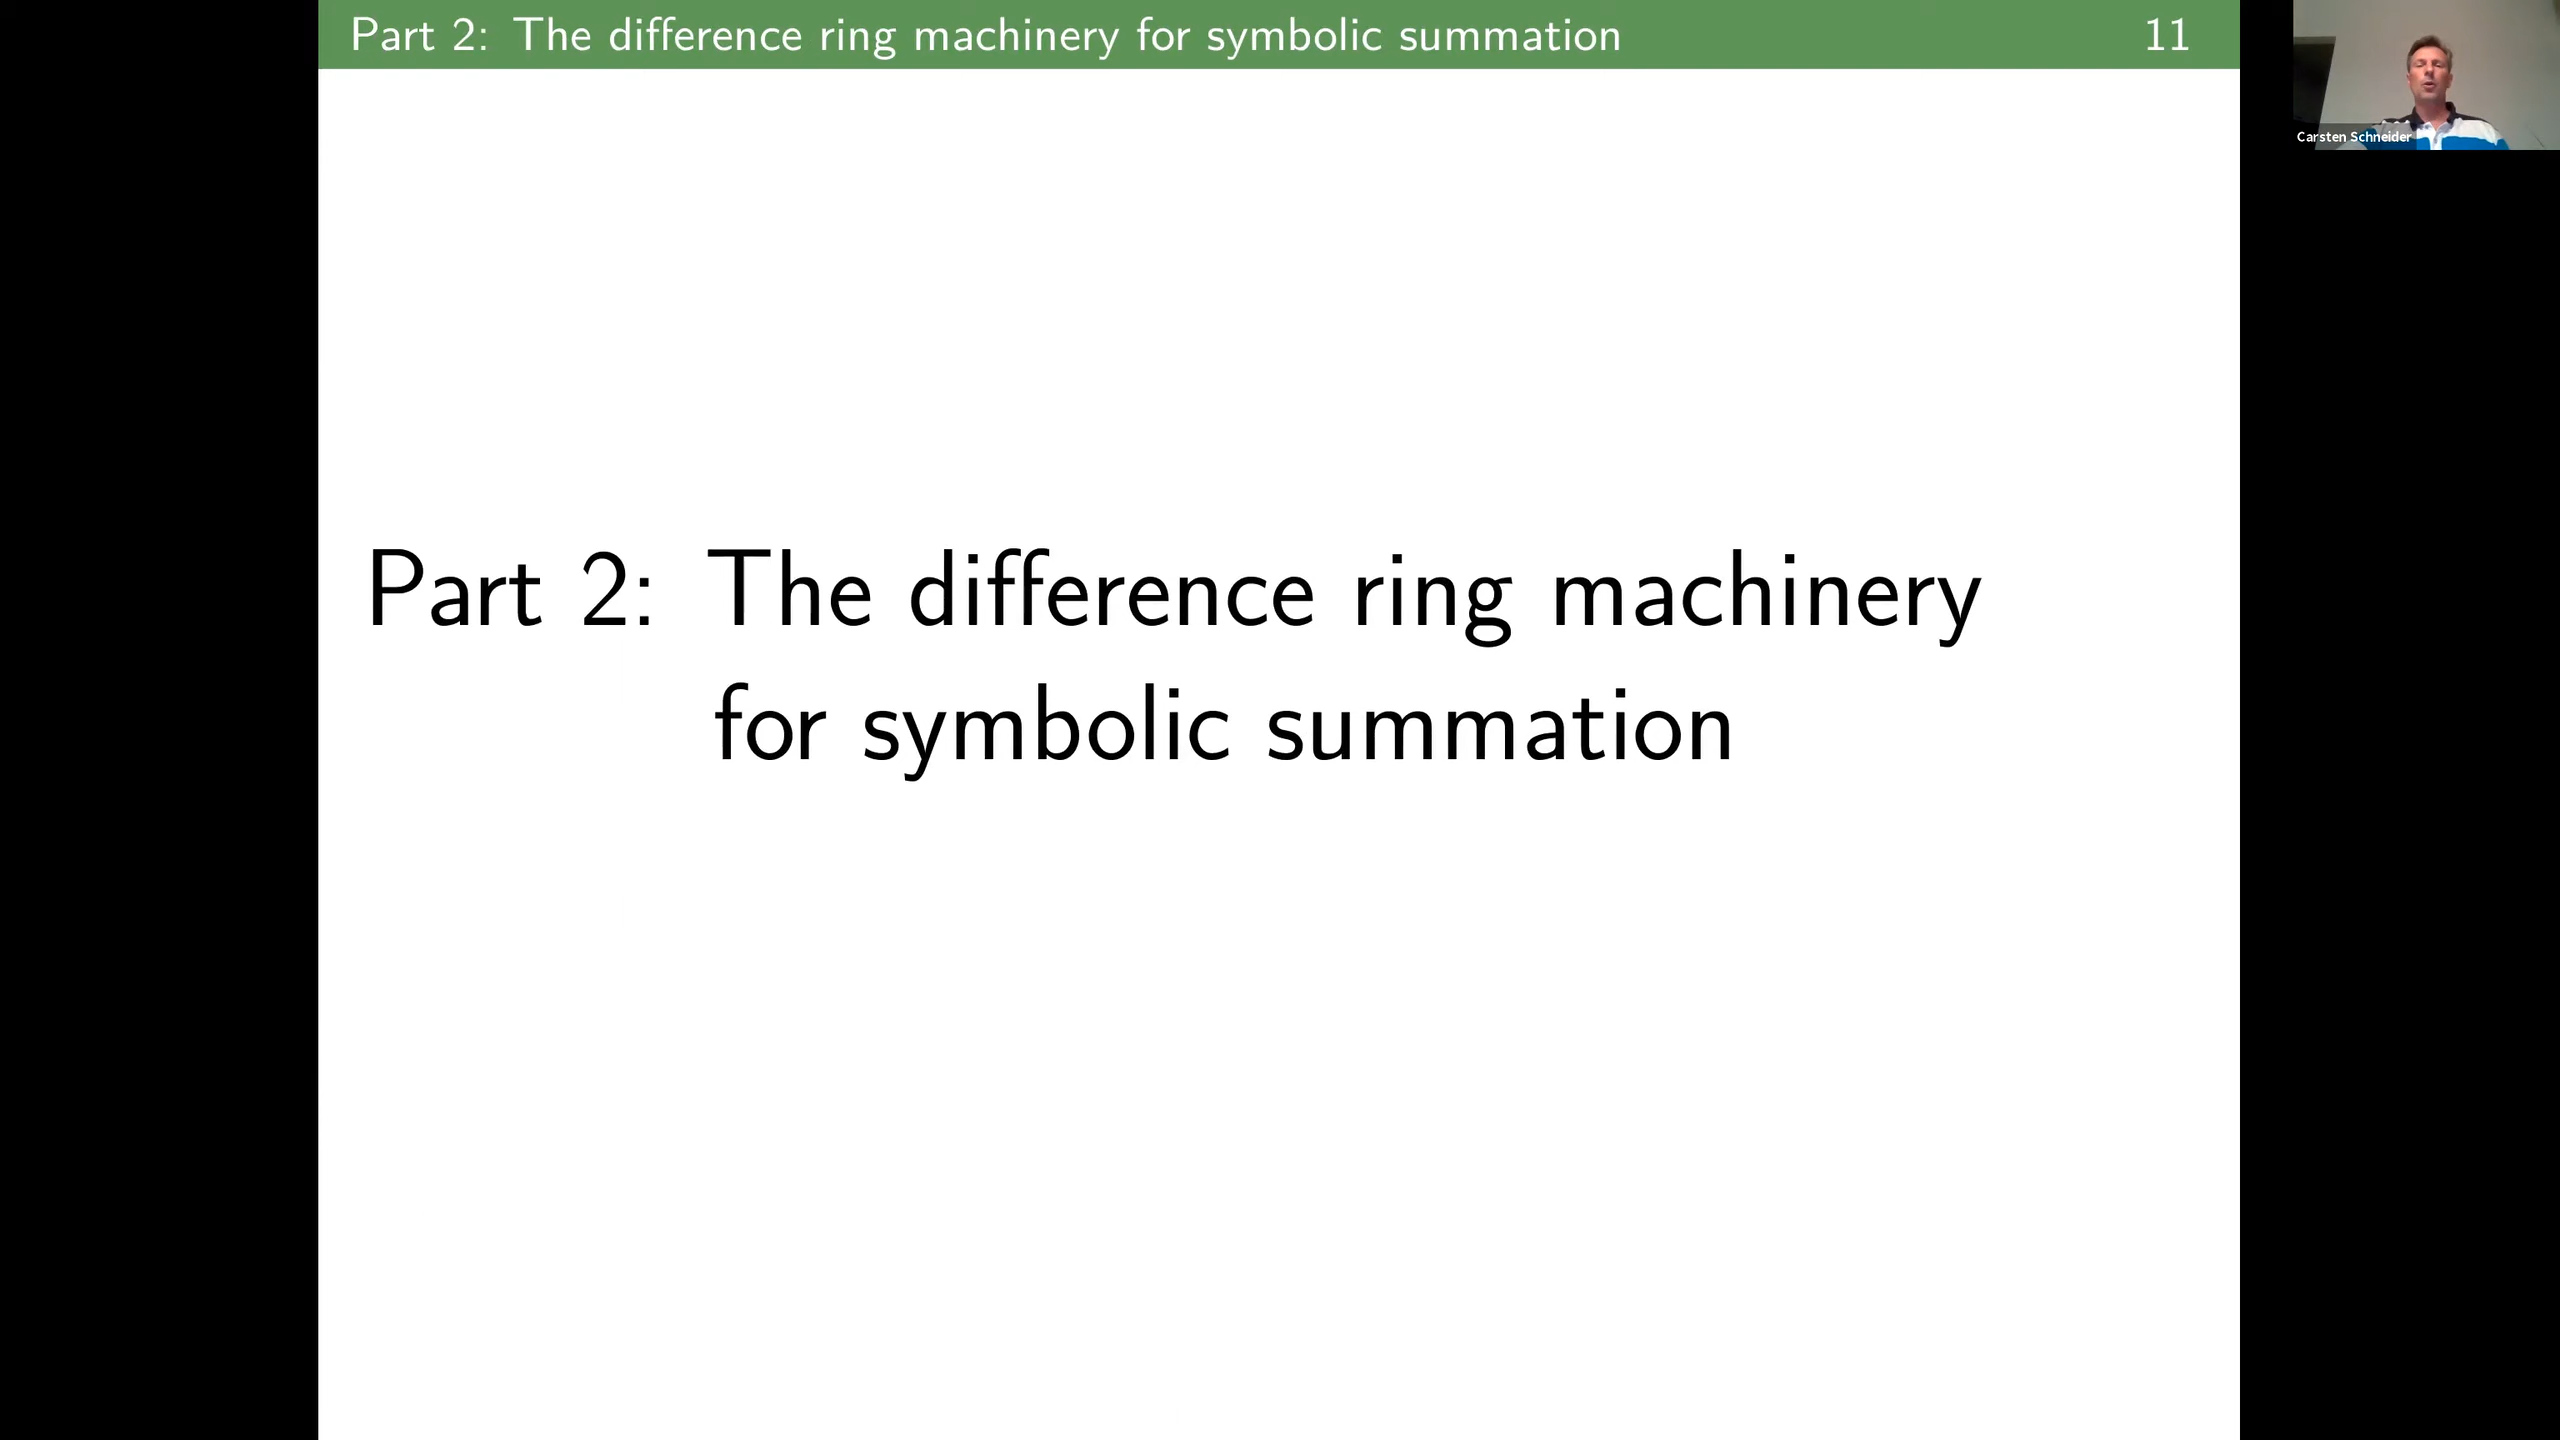 Part 2: The difference ring machinery for symbolic summation 11
Carsten Schneider
Part 2: The difference ring machinery
for symbolic summation